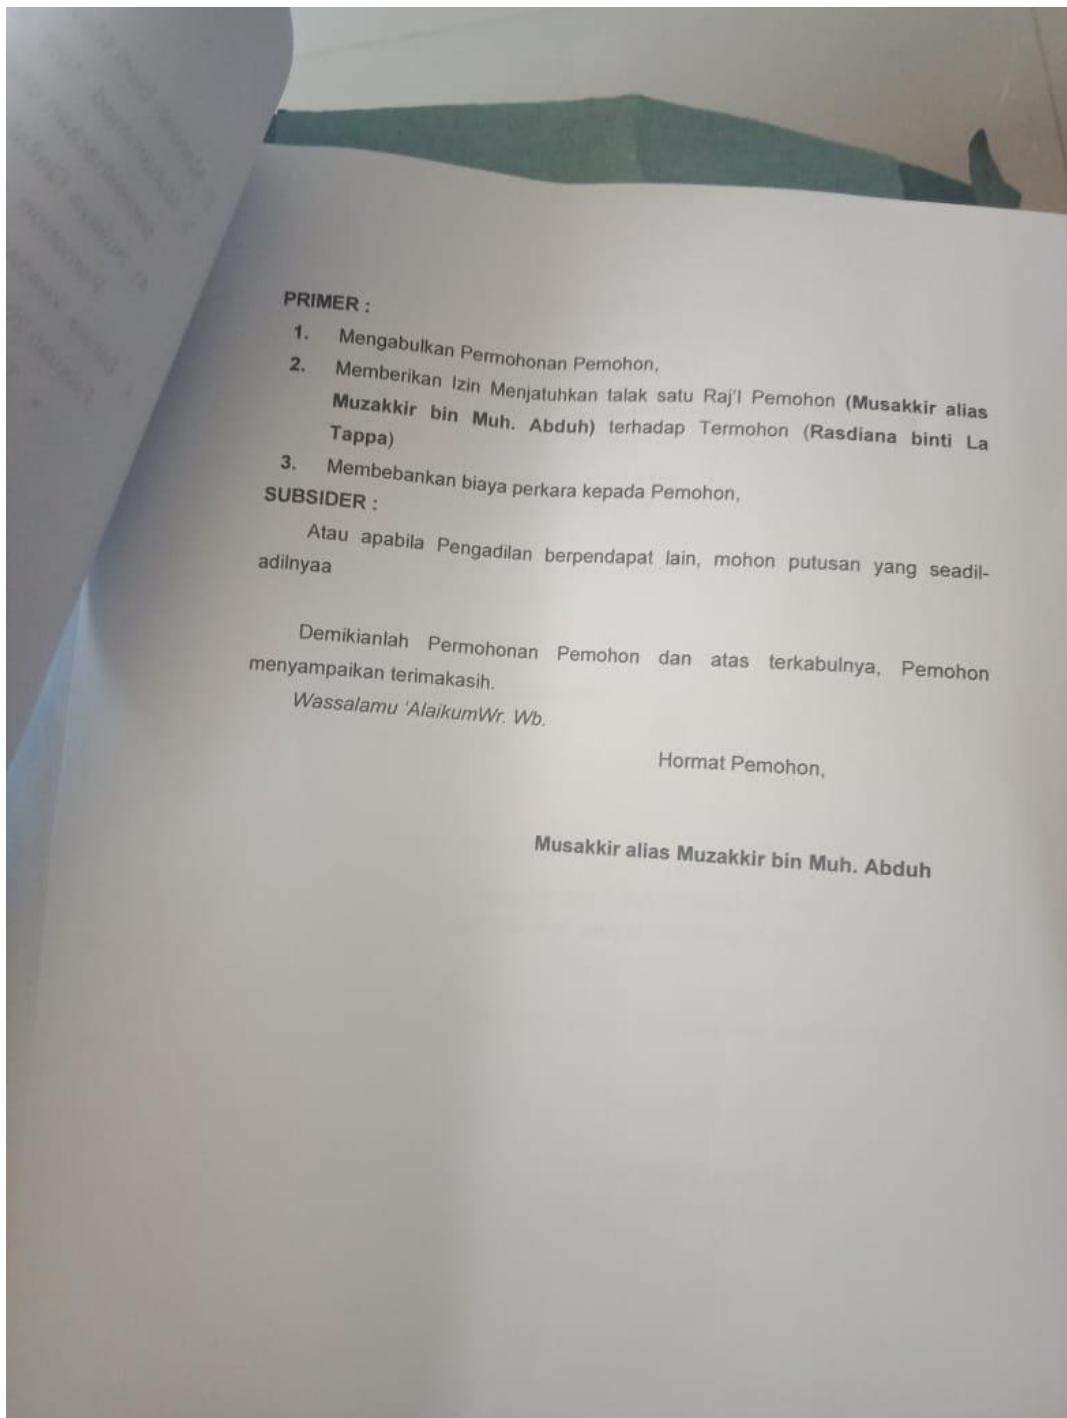 PRIMER :
1. Mengabulkan Permohonan Pemohon,
2. Memberikan Izin Menjatuhkan talak satu Raj'I Pemohon (Musakkir alias
Muzakkir bin Muh. Abduh) terhadap Termohon (Rasdiana binti La
Tappa)
3. Membebankan biaya perkara kepada Pemohon,
SUBSIDER :
Atau apabila Pengadilan berpendapat lain, mohon putusan yang seadil-
adilnyaa
Demikianlah Permohonan Pemohon dan atas terkabulnya, Pemohon
menyampaikan terimakasih.
Wassalamu 'AlaikumWr. Wb.
Hormat Pemohon,
Musakkir alias Muzakkir bin Muh. Abduh